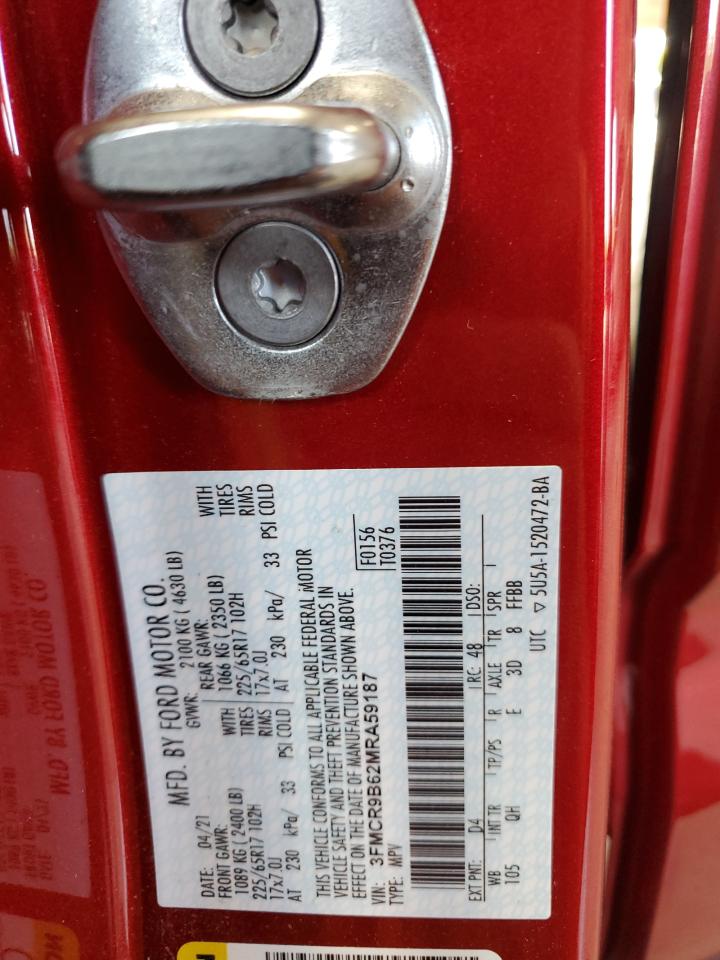 MFD. BY FORD MOTOR CO.
DATE: 04/21 GVWR: 2100 KG ( 4630 LB)
FRONT GAWR: REAR GAWR:
1089 KG ( 2400 LB) WITH 1066 KG ( 2350 LB) WITH
225/65R17 102H TIRES 225/65R17 102H TIRES
17x7.0J RIMS 17x7.0J RIMS
AT 230 kPa/ 33 PSI COLD AT 230 kPa/ 33 PSI COLD
THIS VEHICLE CONFORMS TO ALL APPLICABLE FEDERAL MOTOR
VEHICLE SAFETY AND THEFT PREVENTION STANDARDS IN
EFFECT ON THE DATE OF MANUFACTURE SHOWN ABOVE.
VIN: 3FMCR9B62MRA59187 F0156
TYPE: MPV T0376
EXT PNT: D4 RC: 48 DSO:
WB INT TR TP/PS R AXLE TR SPR
105 QH E 3D 8 FFBB
UTC ▽ 5U5A-1520472-BA